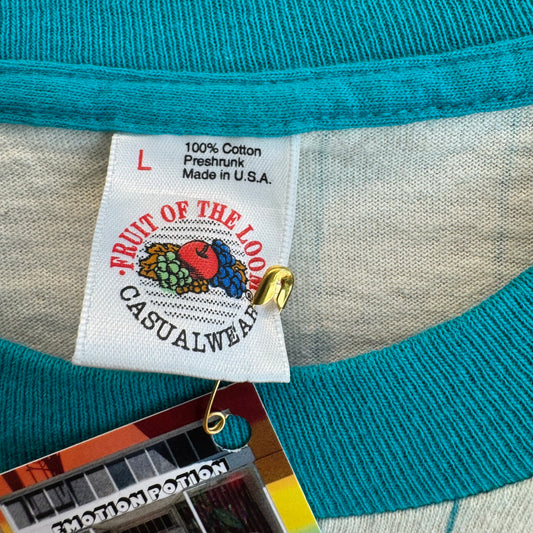 L
100% Cotton
Preshrunk
Made in U.S.A.
FRUIT OF THE LOOM
CASUALWEAR
EMOTION POTION